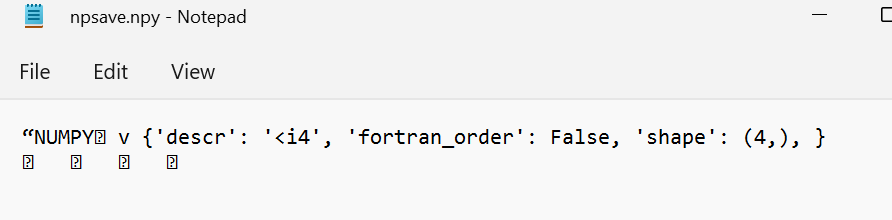 npsave.npy - Notepad
File Edit View
“NUMPY⍰ v {'descr': '<i4', 'fortran_order': False, 'shape': (4,), }
⍰ ⍰ ⍰ ⍰